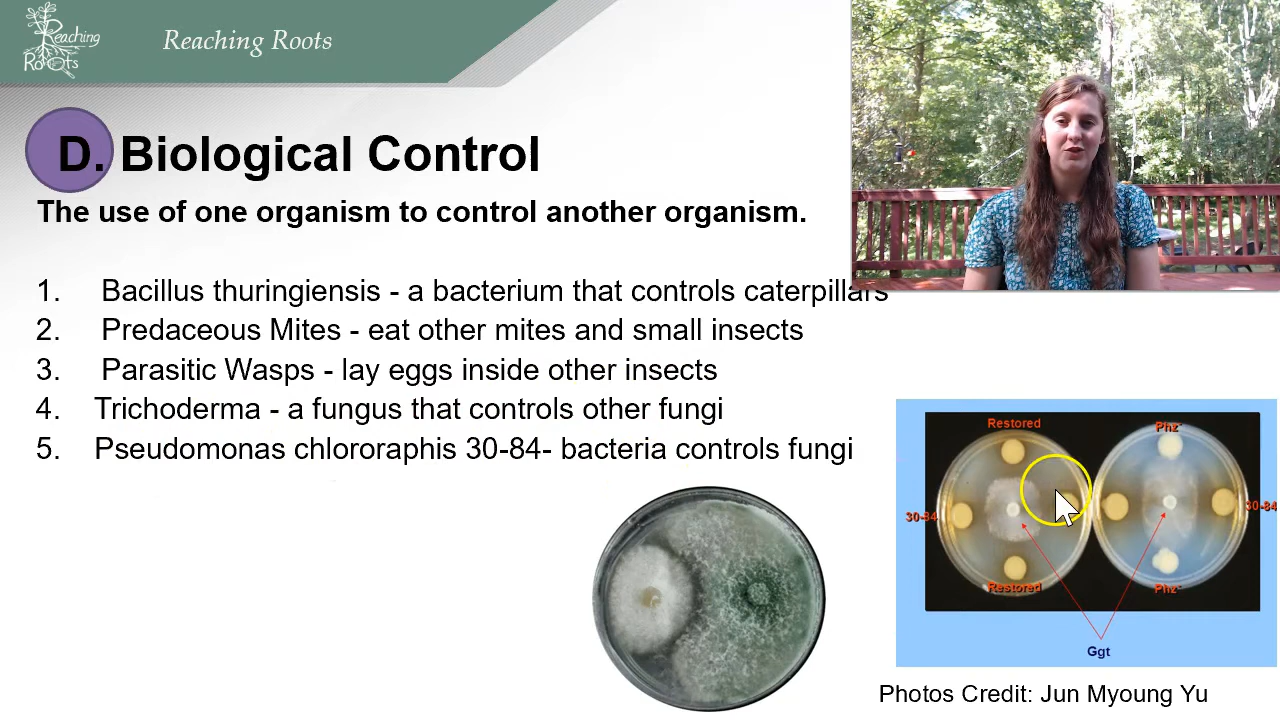 Reaching
Roots
Reaching Roots
D. Biological Control
The use of one organism to control another organism.
1. Bacillus thuringiensis - a bacterium that controls caterpillars
2. Predaceous Mites - eat other mites and small insects
3. Parasitic Wasps - lay eggs inside other insects
4. Trichoderma - a fungus that controls other fungi
5. Pseudomonas chlororaphis 30-84- bacteria controls fungi
Restored
Phz-
30-84
30-84
Restored
Phz-
Ggt
Photos Credit: Jun Myoung Yu